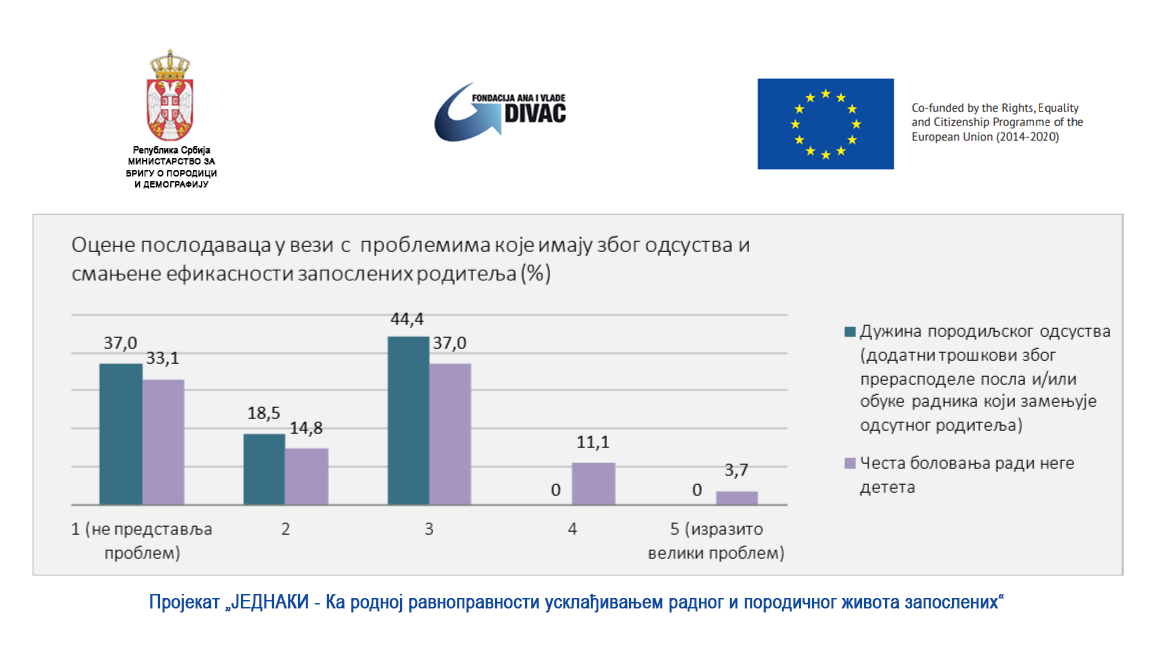 Република Србија
МИНИСТАРСТВО ЗА
БРИГУ О ПОРОДИЦИ
И ДЕМОГРАФИЈУ
FONDACIJA ANA I VLADE
DIVAC
Co-funded by the Rights, Equality
and Citizenship Programme of the
European Union (2014-2020)
Оцене послодаваца у вези с проблемима које имају због одсуства и
смањене ефикасности запослених родитеља (%)
37,0
33,1
18,5
14,8
44,4
37,0
0
11,1
0
3,7
1 (не представља
проблем)
2
3
4
5 (изразито
велики проблем)
Дужина породиљског одсуства
(додатни трошкови због
прерасподеле посла и/или
обуке радника који замењује
одсутног родитеља)
Честа боловања ради неге
детета
Пројекат „ЈЕДНАКИ - Ка родној равноправности усклађивањем радног и породичног живота запослених“